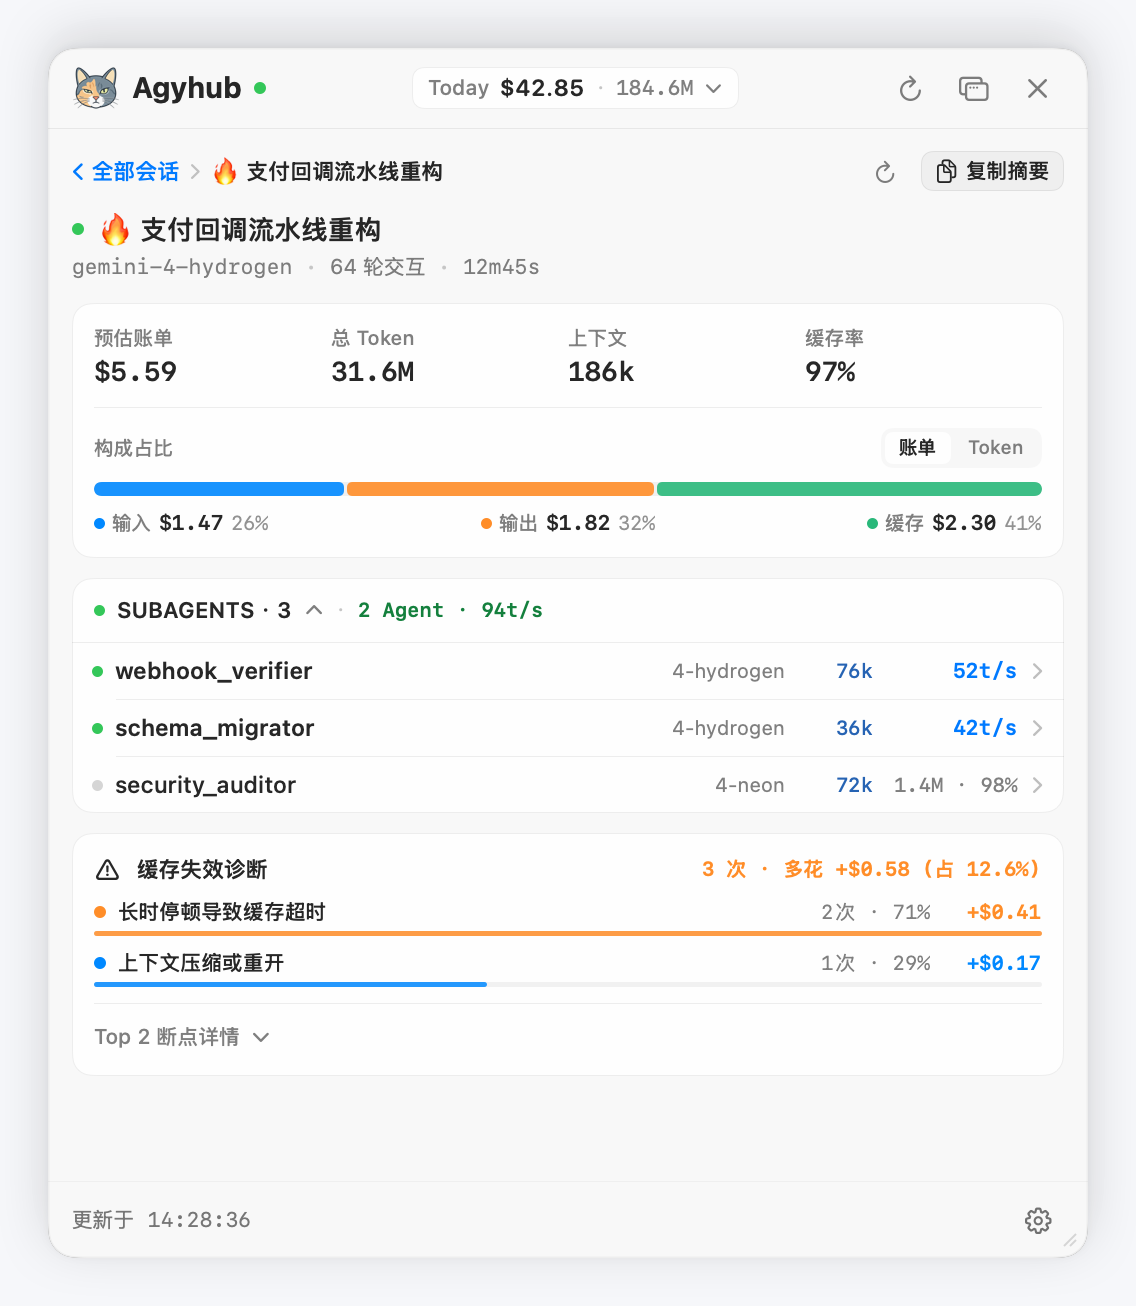 Agyhub
Today $42.85 · 184.6M
全部会话 > 🔥 支付回调流水线重构
复制摘要
🔥 支付回调流水线重构
gemini-4-hydrogen · 64 轮交互 · 12m45s
预估账单 总 Token 上下文 缓存率
$5.59 31.6M 186k 97%
构成占比 账单 Token
输入 $1.47 26% 输出 $1.82 32% 缓存 $2.30 41%
SUBAGENTS · 3 · 2 Agent · 94t/s
webhook_verifier 4-hydrogen 76k 52t/s
schema_migrator 4-hydrogen 36k 42t/s
security_auditor 4-neon 72k 1.4M · 98%
缓存失效诊断 3 次 · 多花 +$0.58 (占 12.6%)
长时停顿导致缓存超时 2次 · 71% +$0.41
上下文压缩或重开 1次 · 29% +$0.17
Top 2 断点详情
更新于 14:28:36